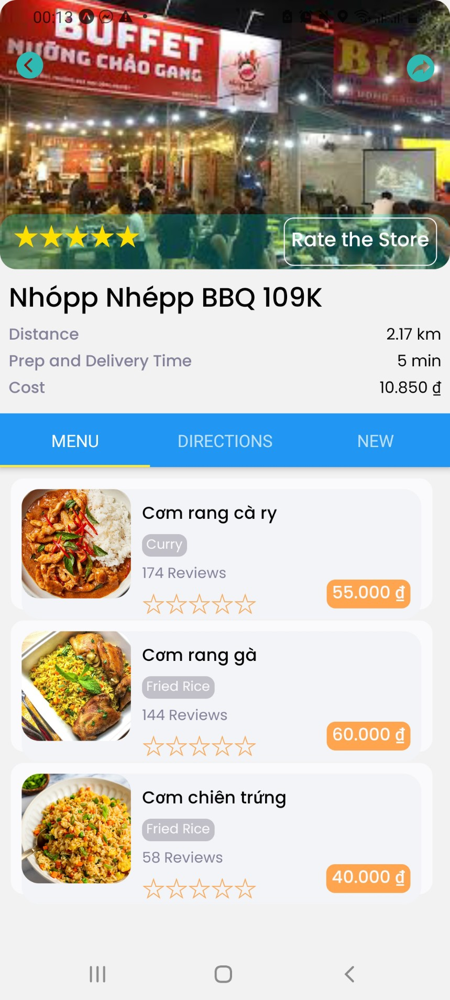 00:13
BUFFET
NƯỚNG CHẢO GANG
Rate the Store
Nhópp Nhépp BBQ 109K
Distance
2.17 km
Prep and Delivery Time
5 min
Cost
10.850 ₫
MENU
DIRECTIONS
NEW
Cơm rang cà ry
Curry
174 Reviews
55.000 ₫
Cơm rang gà
Fried Rice
144 Reviews
60.000 ₫
Cơm chiên trứng
Fried Rice
58 Reviews
40.000 ₫